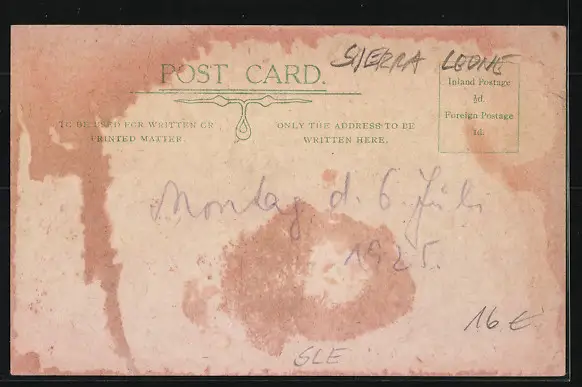 SIERRA LEONE
POST CARD.
Inland Postage
½d.
Foreign Postage
1d.
TO BE USED FOR WRITTEN OR
PRINTED MATTER.
ONLY THE ADDRESS TO BE
WRITTEN HERE.
Montag d. 6. Juli
1925.
16 €
SLE